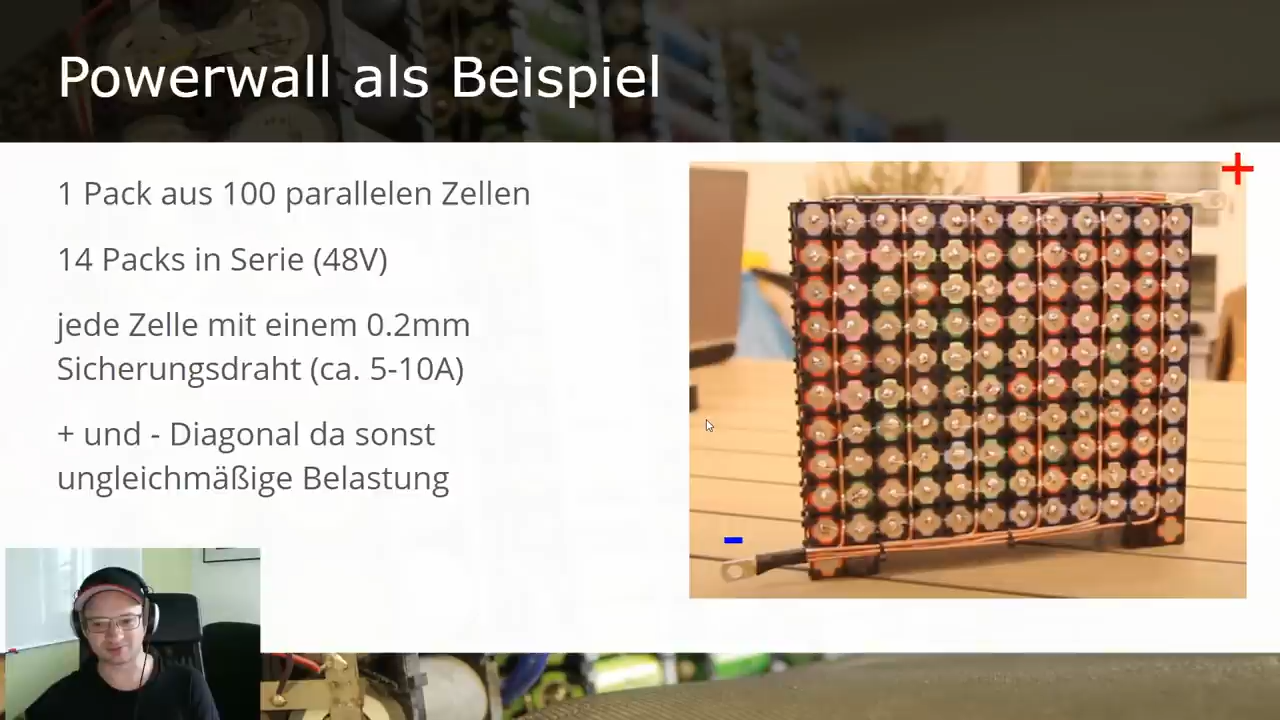 Powerwall als Beispiel
1 Pack aus 100 parallelen Zellen
14 Packs in Serie (48V)
jede Zelle mit einem 0.2mm
Sicherungsdraht (ca. 5-10A)
+ und - Diagonal da sonst
ungleichmäßige Belastung
+
-